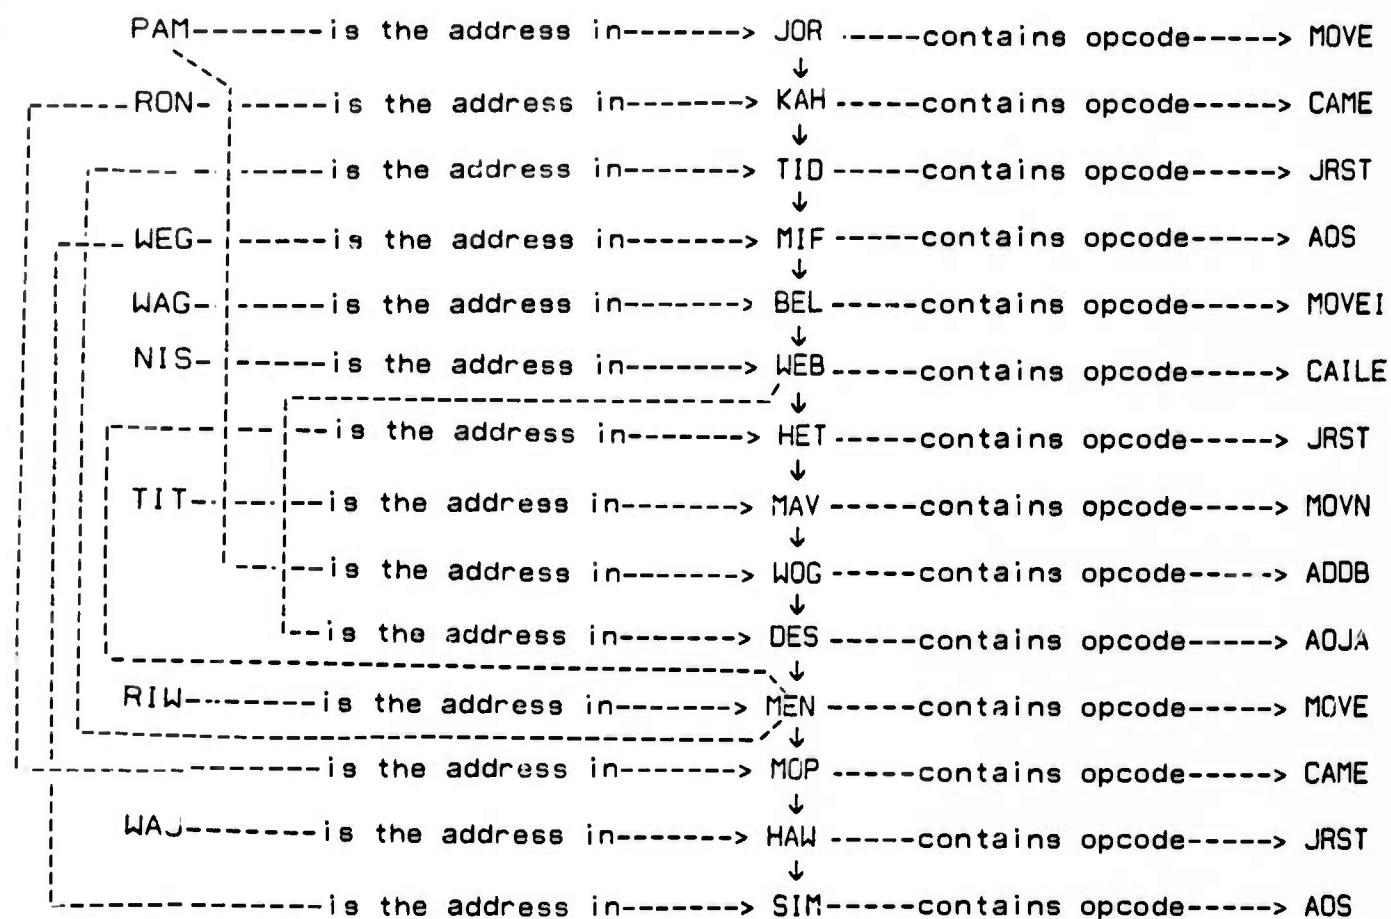 PAM-------is the address in-------> JOR -----contains opcode-----> MOVE
RON- -----is the address in-------> KAH -----contains opcode-----> CAME
is the address in-------> TID -----contains opcode-----> JRST
WEG- -----is the address in-------> MIF -----contains opcode-----> AOS
WAG- -----is the address in-------> BEL -----contains opcode-----> MOVEI
NIS- -----is the address in-------> WEB -----contains opcode-----> CAILE
is the address in-------> HET -----contains opcode-----> JRST
TIT-------is the address in-------> MAV -----contains opcode-----> MOVN
is the address in-------> WOG -----contains opcode-----> ADDB
is the address in-------> DES -----contains opcode-----> AOJA
RIW-------is the address in-------> MEN -----contains opcode-----> MOVE
is the address in-------> MOP -----contains opcode-----> CAME
WAJ-------is the address in-------> HAW -----contains opcode-----> JRST
is the address in-------> SIM-----contains opcode-----> AOS